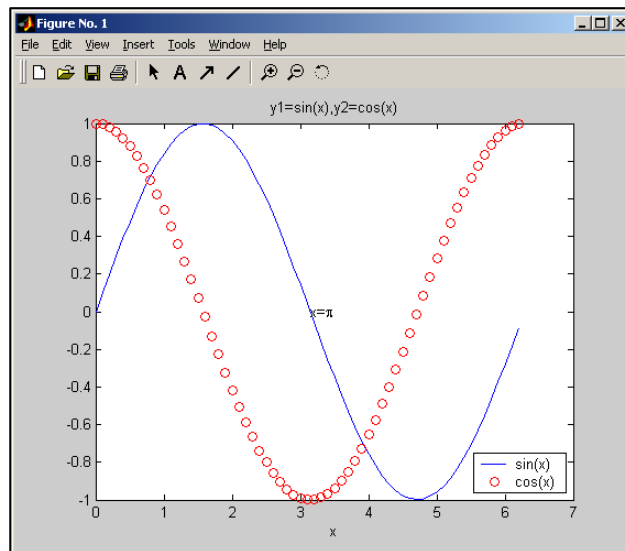 Figure No. 1
File Edit View Insert Tools Window Help
A
y1=sin(x),y2=cos(x)
1
0.8
0.6
0.4
0.2
0
-0.2
-0.4
-0.6
-0.8
-1
x=π
sin(x)
cos(x)
0 1 2 3 4 5 6 7
x